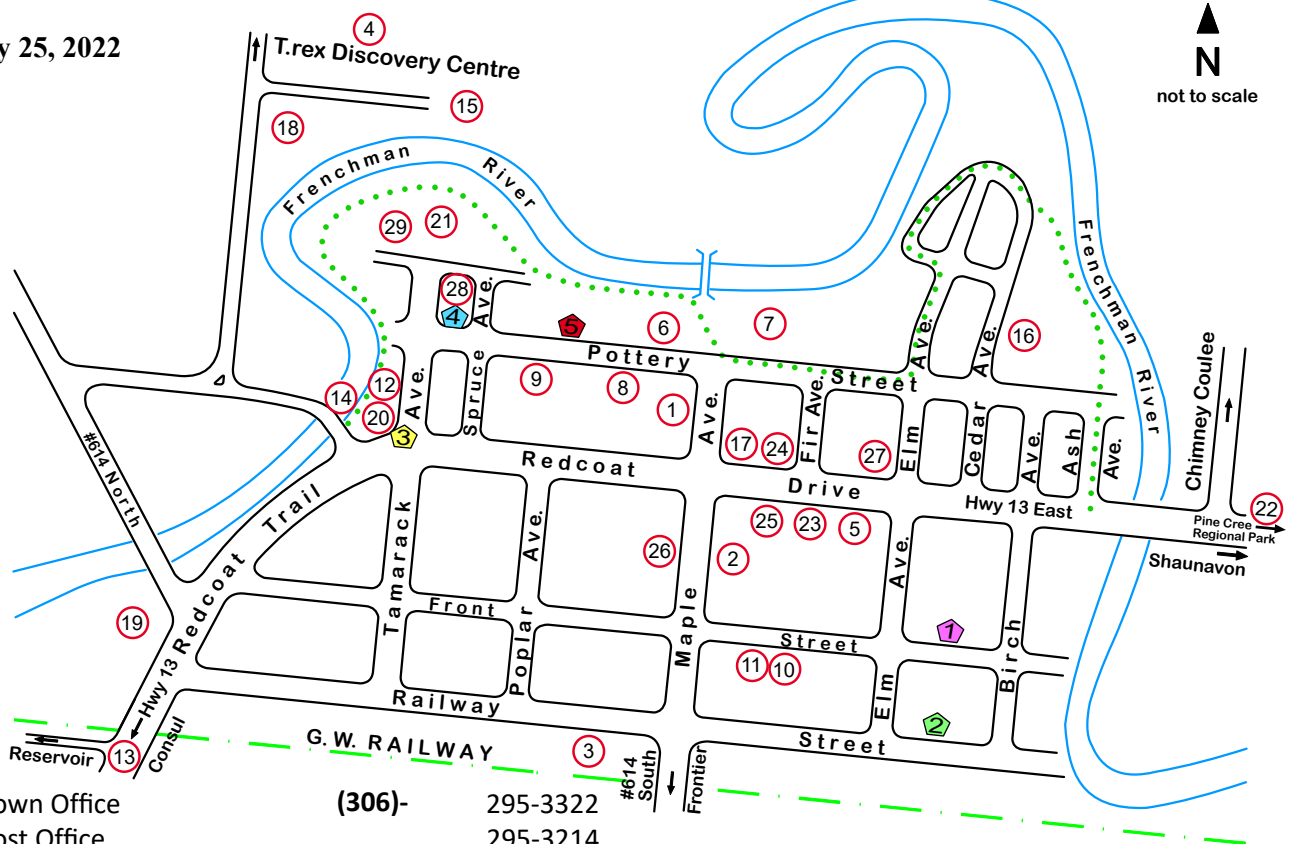 y 25, 2022
4
T.rex Discovery Centre
15
18
N
not to scale
Frenchman
River
29
21
28
4
Ave.
5
6
7
Pottery
Street
Ave.
Ave.
16
Frenchman
River
Chimney Coulee
14
12
20
3
Ave.
Spruce
9
8
1
Ave.
17
24
Fir Ave.
27
Elm
Cedar
Ave.
Ash
Ave.
#614 North
Redcoat
Drive
Hwy 13 East
22
Pine Cree
Regional Park
Shaunavon
Redcoat Trail
Tamarack
Ave.
26
2
25
23
5
Ave.
1
Birch
19
Front
Street
Poplar
Maple
11
10
Elm
2
Hwy 13
Railway
Street
Reservoir
13
Consul
G.W. RAILWAY
3
#614
South
Frontier
own Office (306)- 295-3322
ost Office 295-3214